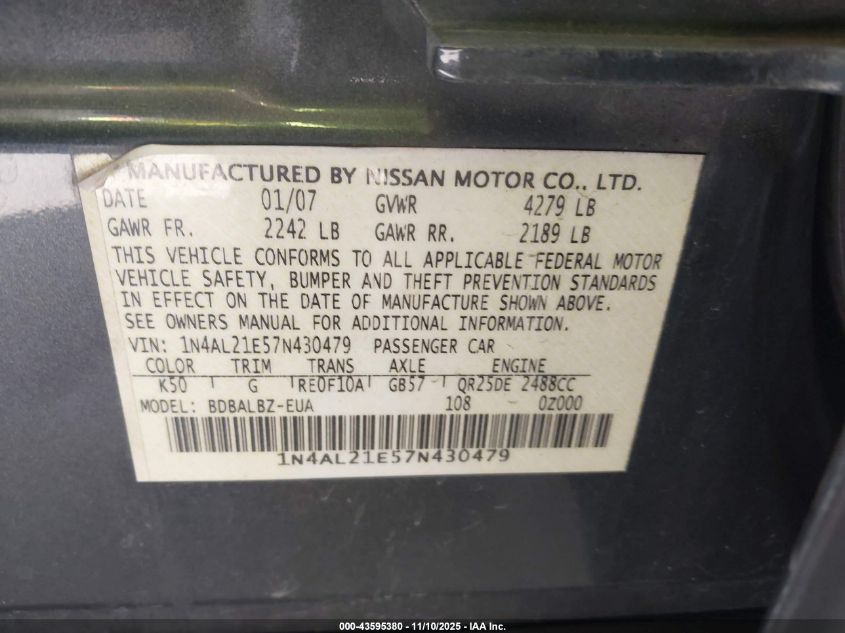 MANUFACTURED BY NISSAN MOTOR CO., LTD.
DATE 01/07 GVWR 4279 LB
GAWR FR. 2242 LB GAWR RR. 2189 LB
THIS VEHICLE CONFORMS TO ALL APPLICABLE FEDERAL MOTOR
VEHICLE SAFETY, BUMPER AND THEFT PREVENTION STANDARDS
IN EFFECT ON THE DATE OF MANUFACTURE SHOWN ABOVE.
SEE OWNERS MANUAL FOR ADDITIONAL INFORMATION.
VIN: 1N4AL21E57N430479 PASSENGER CAR
COLOR TRIM TRANS AXLE ENGINE
K50 G RE0F10A GB57 QR25DE 2488CC
MODEL: BDBALBZ-EUA 108 0Z000
1N4AL21E57N430479
000-43595380 - 11/10/2025 - IAA Inc.